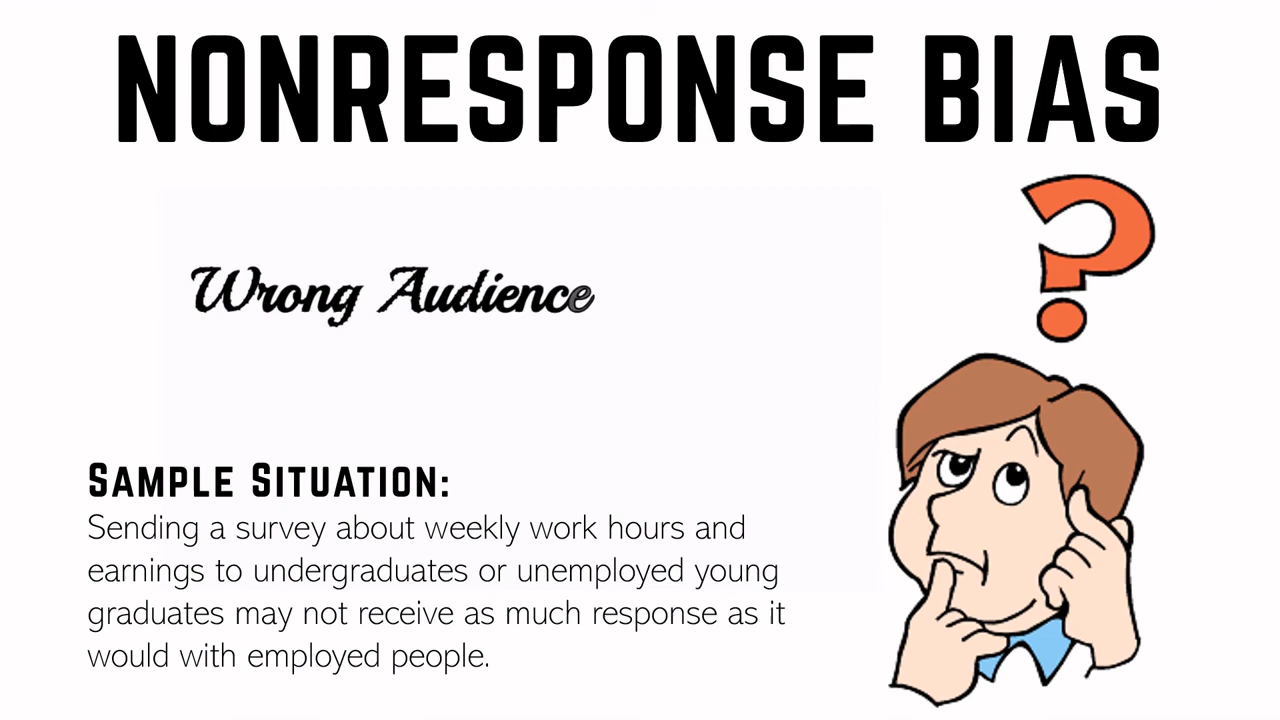 NONRESPONSE BIAS
Wrong Audience
SAMPLE SITUATION:
Sending a survey about weekly work hours and
earnings to undergraduates or unemployed young
graduates may not receive as much response as it
would with employed people.